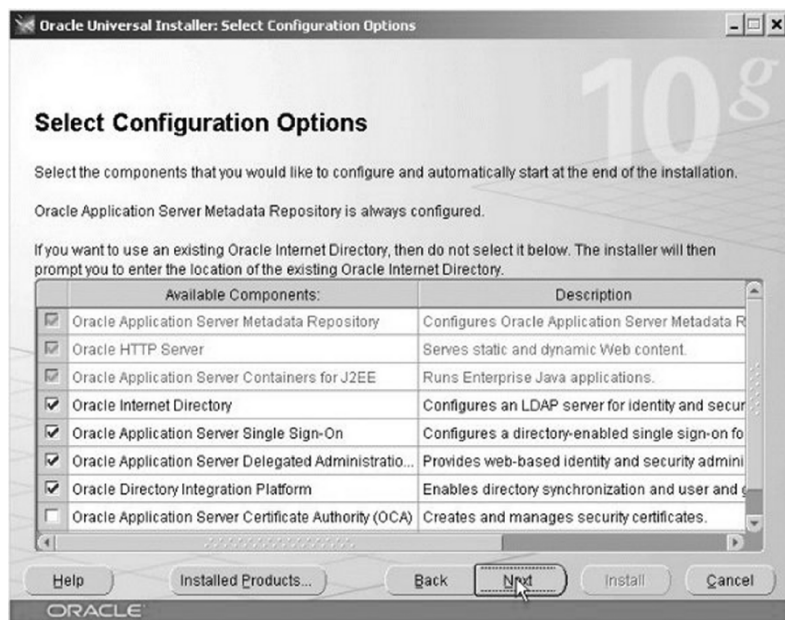 Oracle Universal Installer: Select Configuration Options
10g
Select Configuration Options
Select the components that you would like to configure and automatically start at the end of the installation.
Oracle Application Server Metadata Repository is always configured.
If you want to use an existing Oracle Internet Directory, then do not select it below. The installer will then
prompt you to enter the location of the existing Oracle Internet Directory.
Available Components: Description
Oracle Application Server Metadata Repository Configures Oracle Application Server Metadata R
Oracle HTTP Server Serves static and dynamic Web content.
Oracle Application Server Containers for J2EE Runs Enterprise Java applications.
Oracle Internet Directory Configures an LDAP server for identity and secur
Oracle Application Server Single Sign-On Configures a directory-enabled single sign-on fo
Oracle Application Server Delegated Administratio... Provides web-based identity and security admini
Oracle Directory Integration Platform Enables directory synchronization and user and g
Oracle Application Server Certificate Authority (OCA) Creates and manages security certificates.
Help Installed Products... Back Next Install Cancel
ORACLE